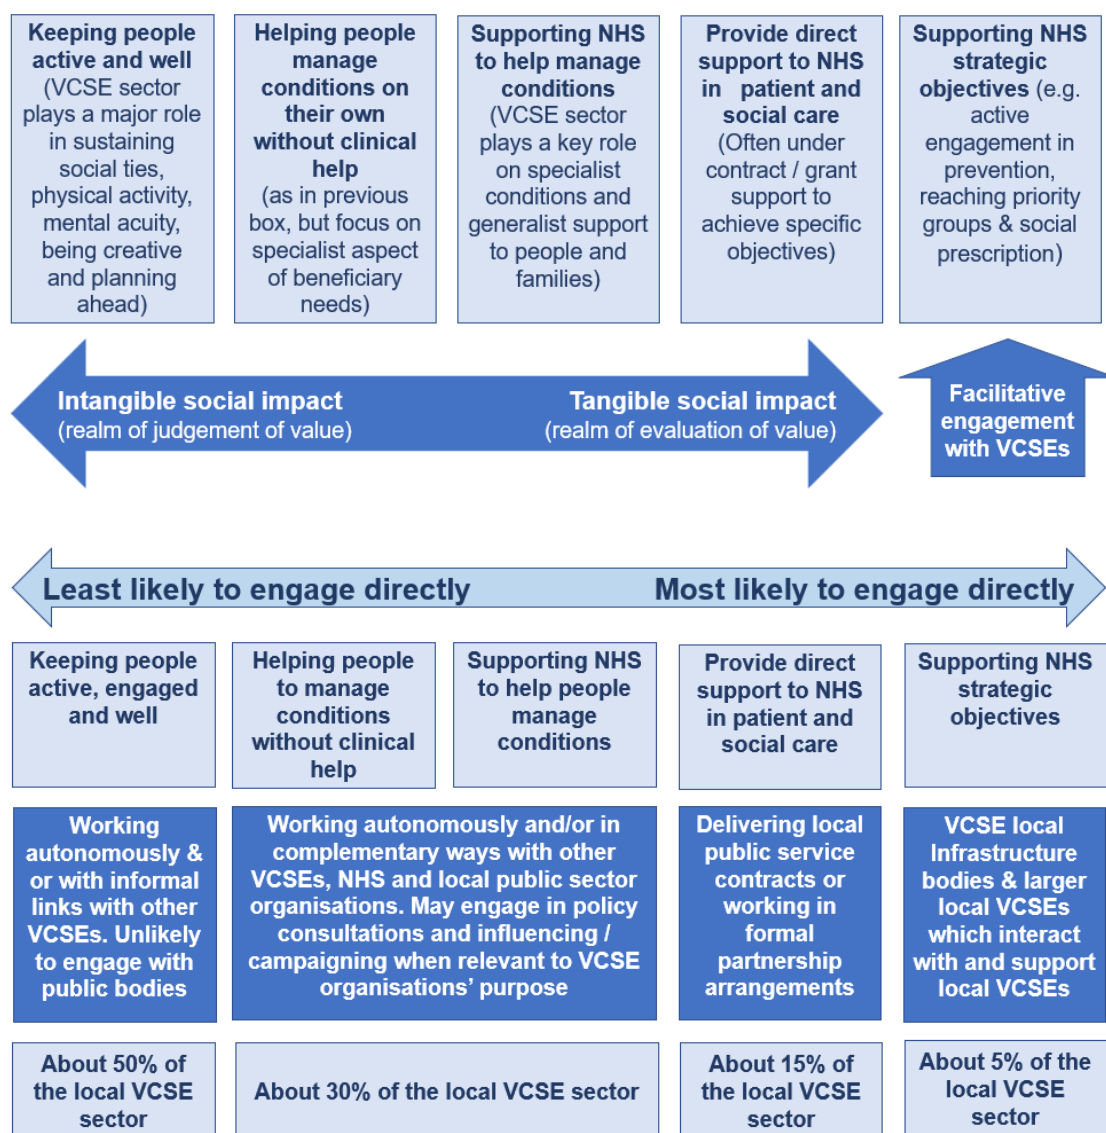 Keeping people
active and well
(VCSE sector
plays a major role
in sustaining
social ties,
physical activity,
mental acuity,
being creative
and planning
ahead)
Helping people
manage
conditions on
their own
without clinical
help
(as in previous
box, but focus on
specialist aspect
of beneficiary
needs)
Supporting NHS
to help manage
conditions
(VCSE sector
plays a key role
on specialist
conditions and
generalist support
to people and
families)
Provide direct
support to NHS
in patient and
social care
(Often under
contract / grant
support to
achieve specific
objectives)
Supporting NHS
strategic
objectives (e.g.
active
engagement in
prevention,
reaching priority
groups & social
prescription)
Intangible social impact
(realm of judgement of value)
Tangible social impact
(realm of evaluation of value)
Facilitative
engagement
with VCSEs
Least likely to engage directly
Most likely to engage directly
Keeping people
active, engaged
and well
Helping people
to manage
conditions
without clinical
help
Supporting NHS
to help people
manage
conditions
Provide direct
support to NHS
in patient and
social care
Supporting NHS
strategic
objectives
Working
autonomously &
or with informal
links with other
VCSEs. Unlikely
to engage with
public bodies
Working autonomously and/or in
complementary ways with other
VCSEs, NHS and local public sector
organisations. May engage in policy
consultations and influencing /
campaigning when relevant to VCSE
organisations' purpose
Delivering local
public service
contracts or
working in
formal
partnership
arrangements
VCSE local
Infrastructure
bodies & larger
local VCSEs
which interact
with and support
local VCSEs
About 50% of
the local VCSE
sector
About 30% of the local VCSE sector
About 15% of
the local VCSE
sector
About 5% of the
local VCSE
sector